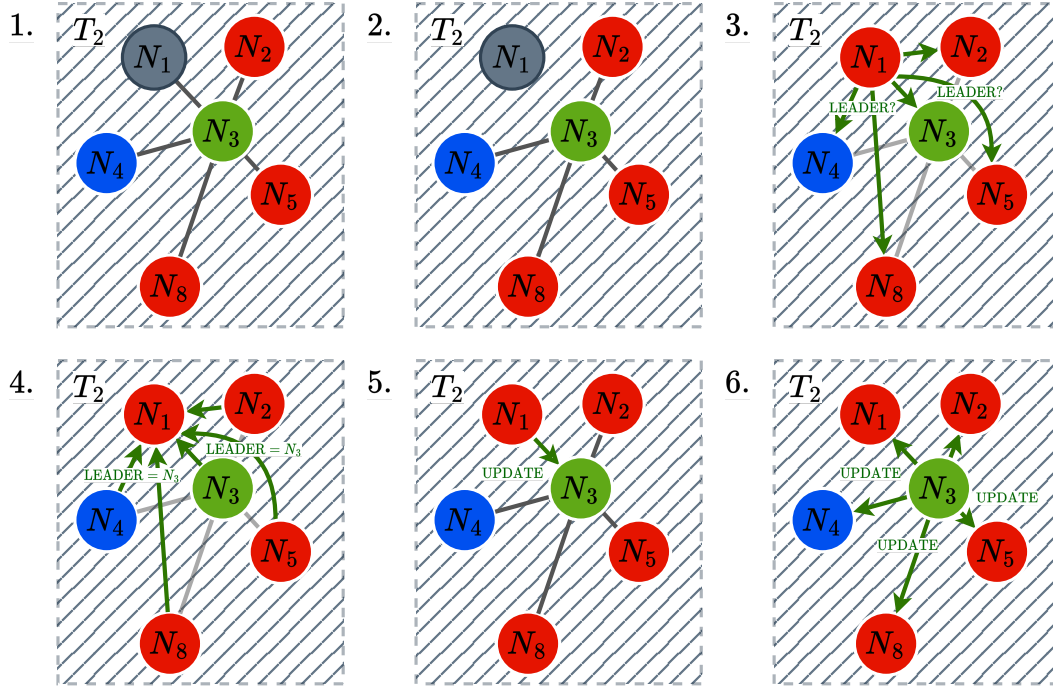 1.
T₂
N₁
N₂
N₃
N₄
N₅
N₈
2.
T₂
N₁
N₂
N₃
N₄
N₅
N₈
3.
T₂
N₁
N₂
LEADER?
LEADER?
N₃
N₄
N₅
N₈
4.
T₂
N₁
N₂
LEADER = N₃
LEADER = N₃
N₃
N₄
N₅
N₈
5.
T₂
N₁
N₂
UPDATE
N₃
N₄
N₅
N₈
6.
T₂
N₁
N₂
UPDATE
N₃
UPDATE
N₄
UPDATE
N₅
N₈